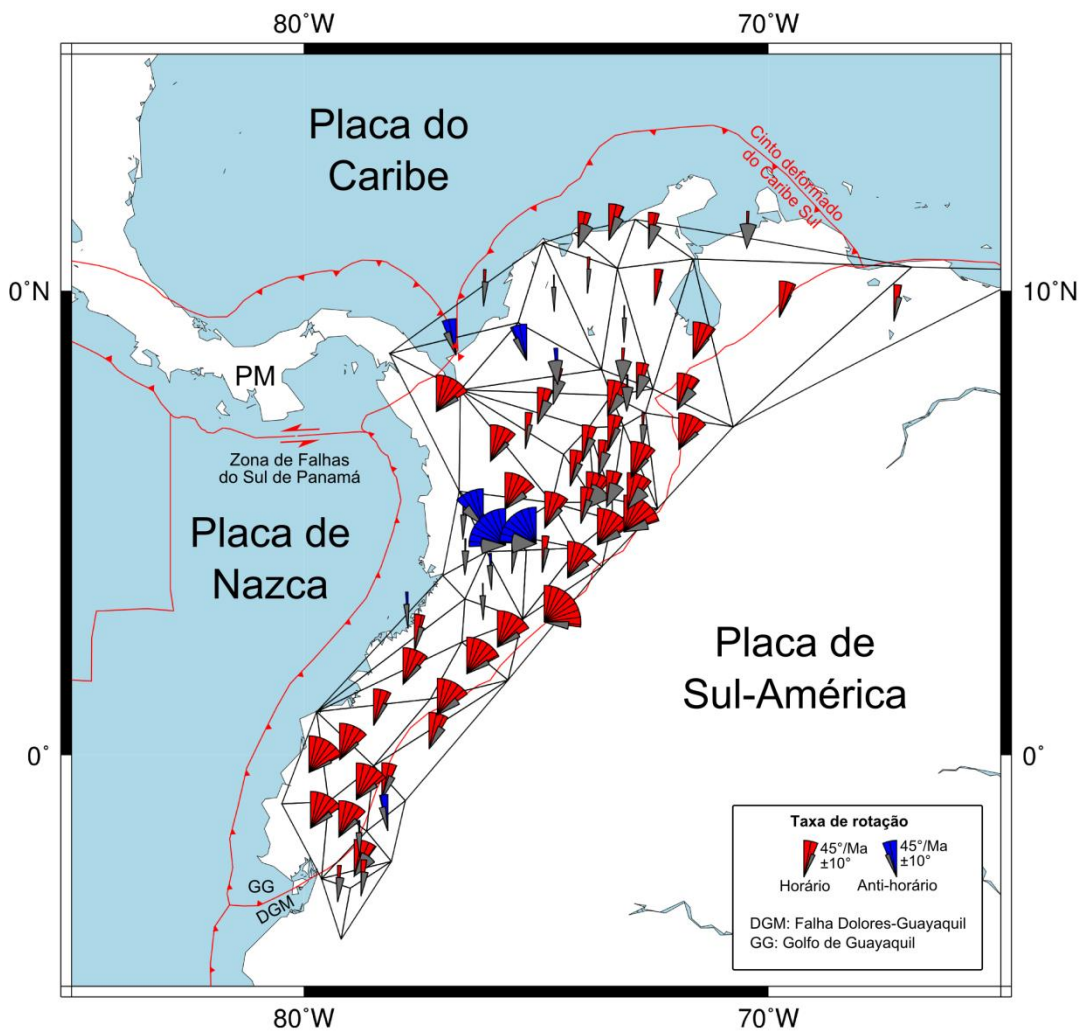 80˚W 70˚W
Placa do
Caribe
Cinto deformado
do Caribe Sul
0˚N 10˚N
PM
Zona de Falhas
do Sul de Panamá
Placa de
Nazca
Placa de
Sul-América
0˚ 0˚
Taxa de rotação
45°/Ma 45°/Ma
±10° ±10°
Horário Anti-horário
GG
DGM
DGM: Falha Dolores-Guayaquil
GG: Golfo de Guayaquil
80˚W 70˚W